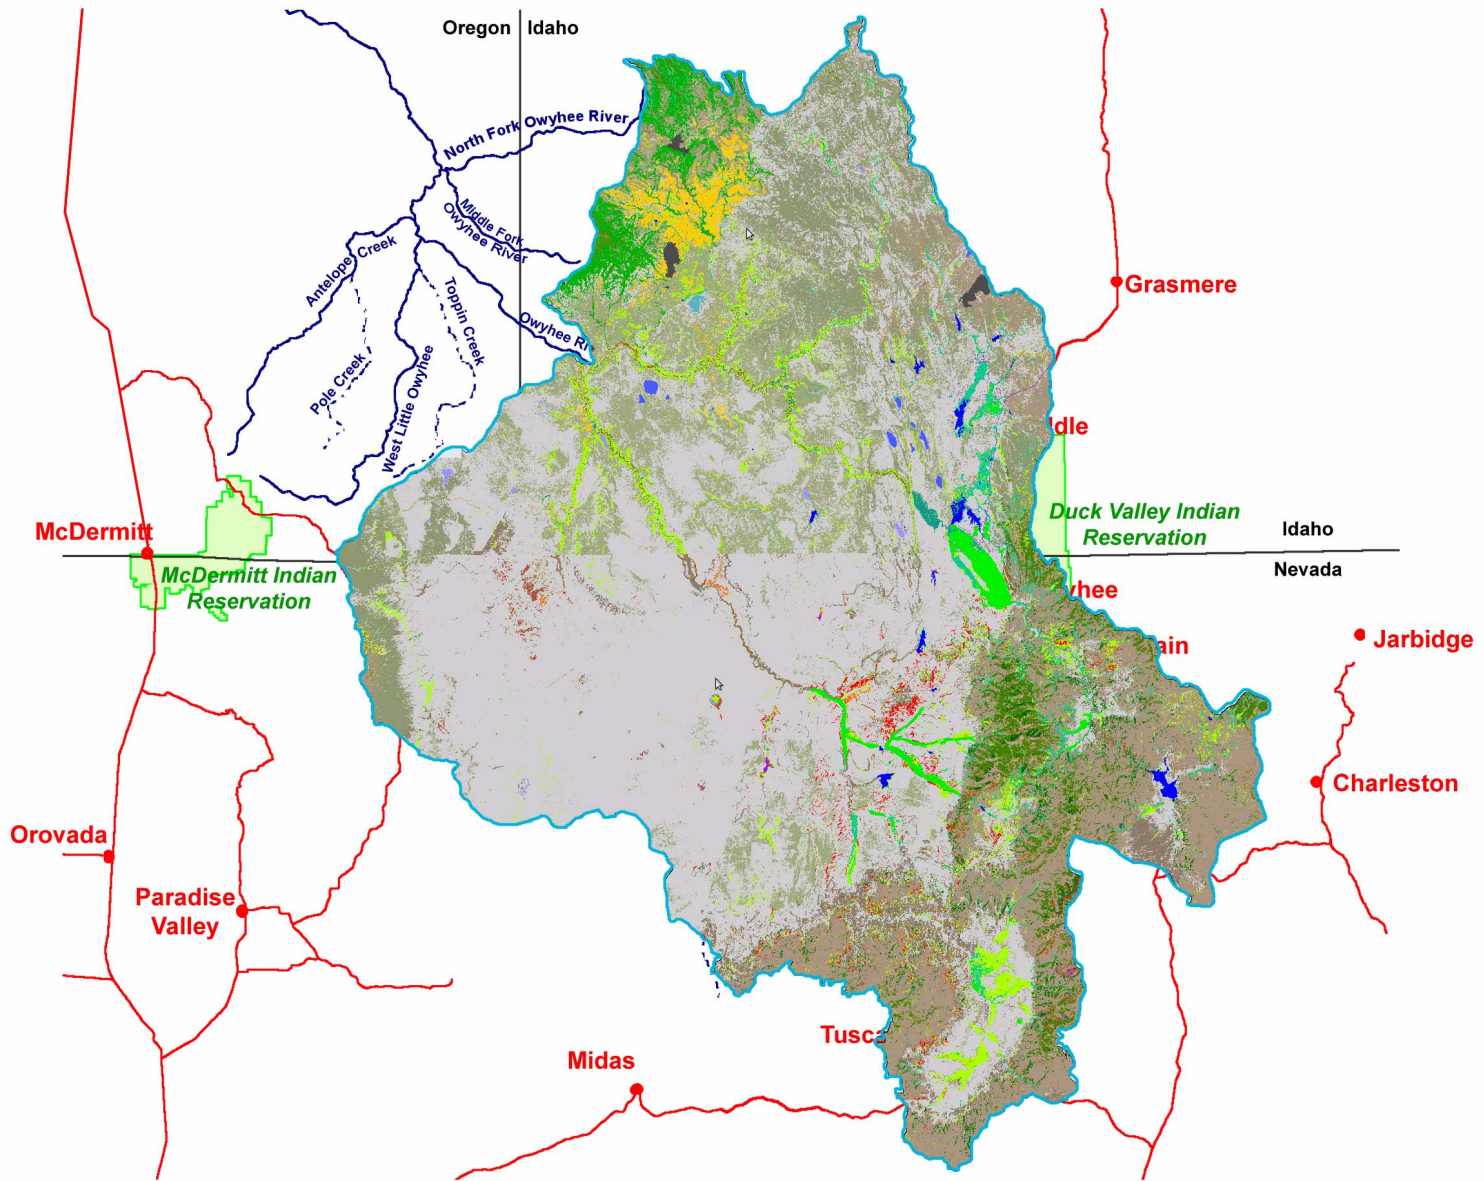 Oregon Idaho
North Fork Owyhee River
Middle Fork
Owyhee River
Antelope Creek
Toppin Creek
Owyhee Ri
Grasmere
Pole Creek
West Little Owyhee
dle
Duck Valley Indian
Reservation
Idaho
McDermitt
McDermitt Indian
Reservation
Nevada
yhee
ain
Jarbidge
Charleston
Orovada
Paradise
Valley
Tusca
Midas